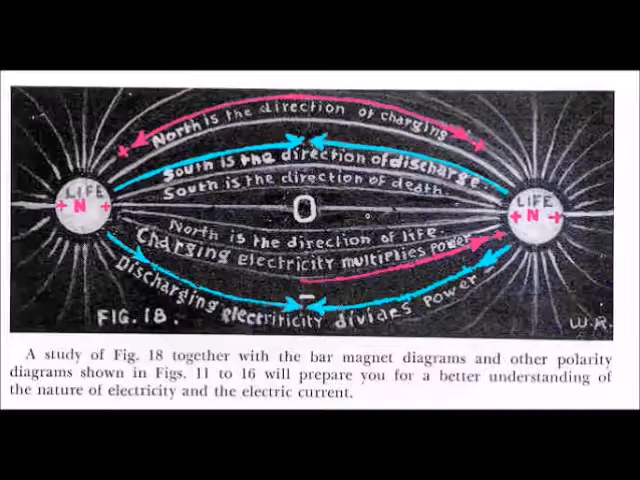 North is the direction of charging
South is the direction of discharge.
South is the direction of death.
LIFE
+ N
LIFE
+ N +
O
North is the direction of life.
Charging electricity multiplies power
Discharging electriticity divides power -
-
FIG. 18.
W.R.
A study of Fig. 18 together with the bar magnet diagrams and other polarity
diagrams shown in Figs. 11 to 16 will prepare you for a better understanding of
the nature of electricity and the electric current.